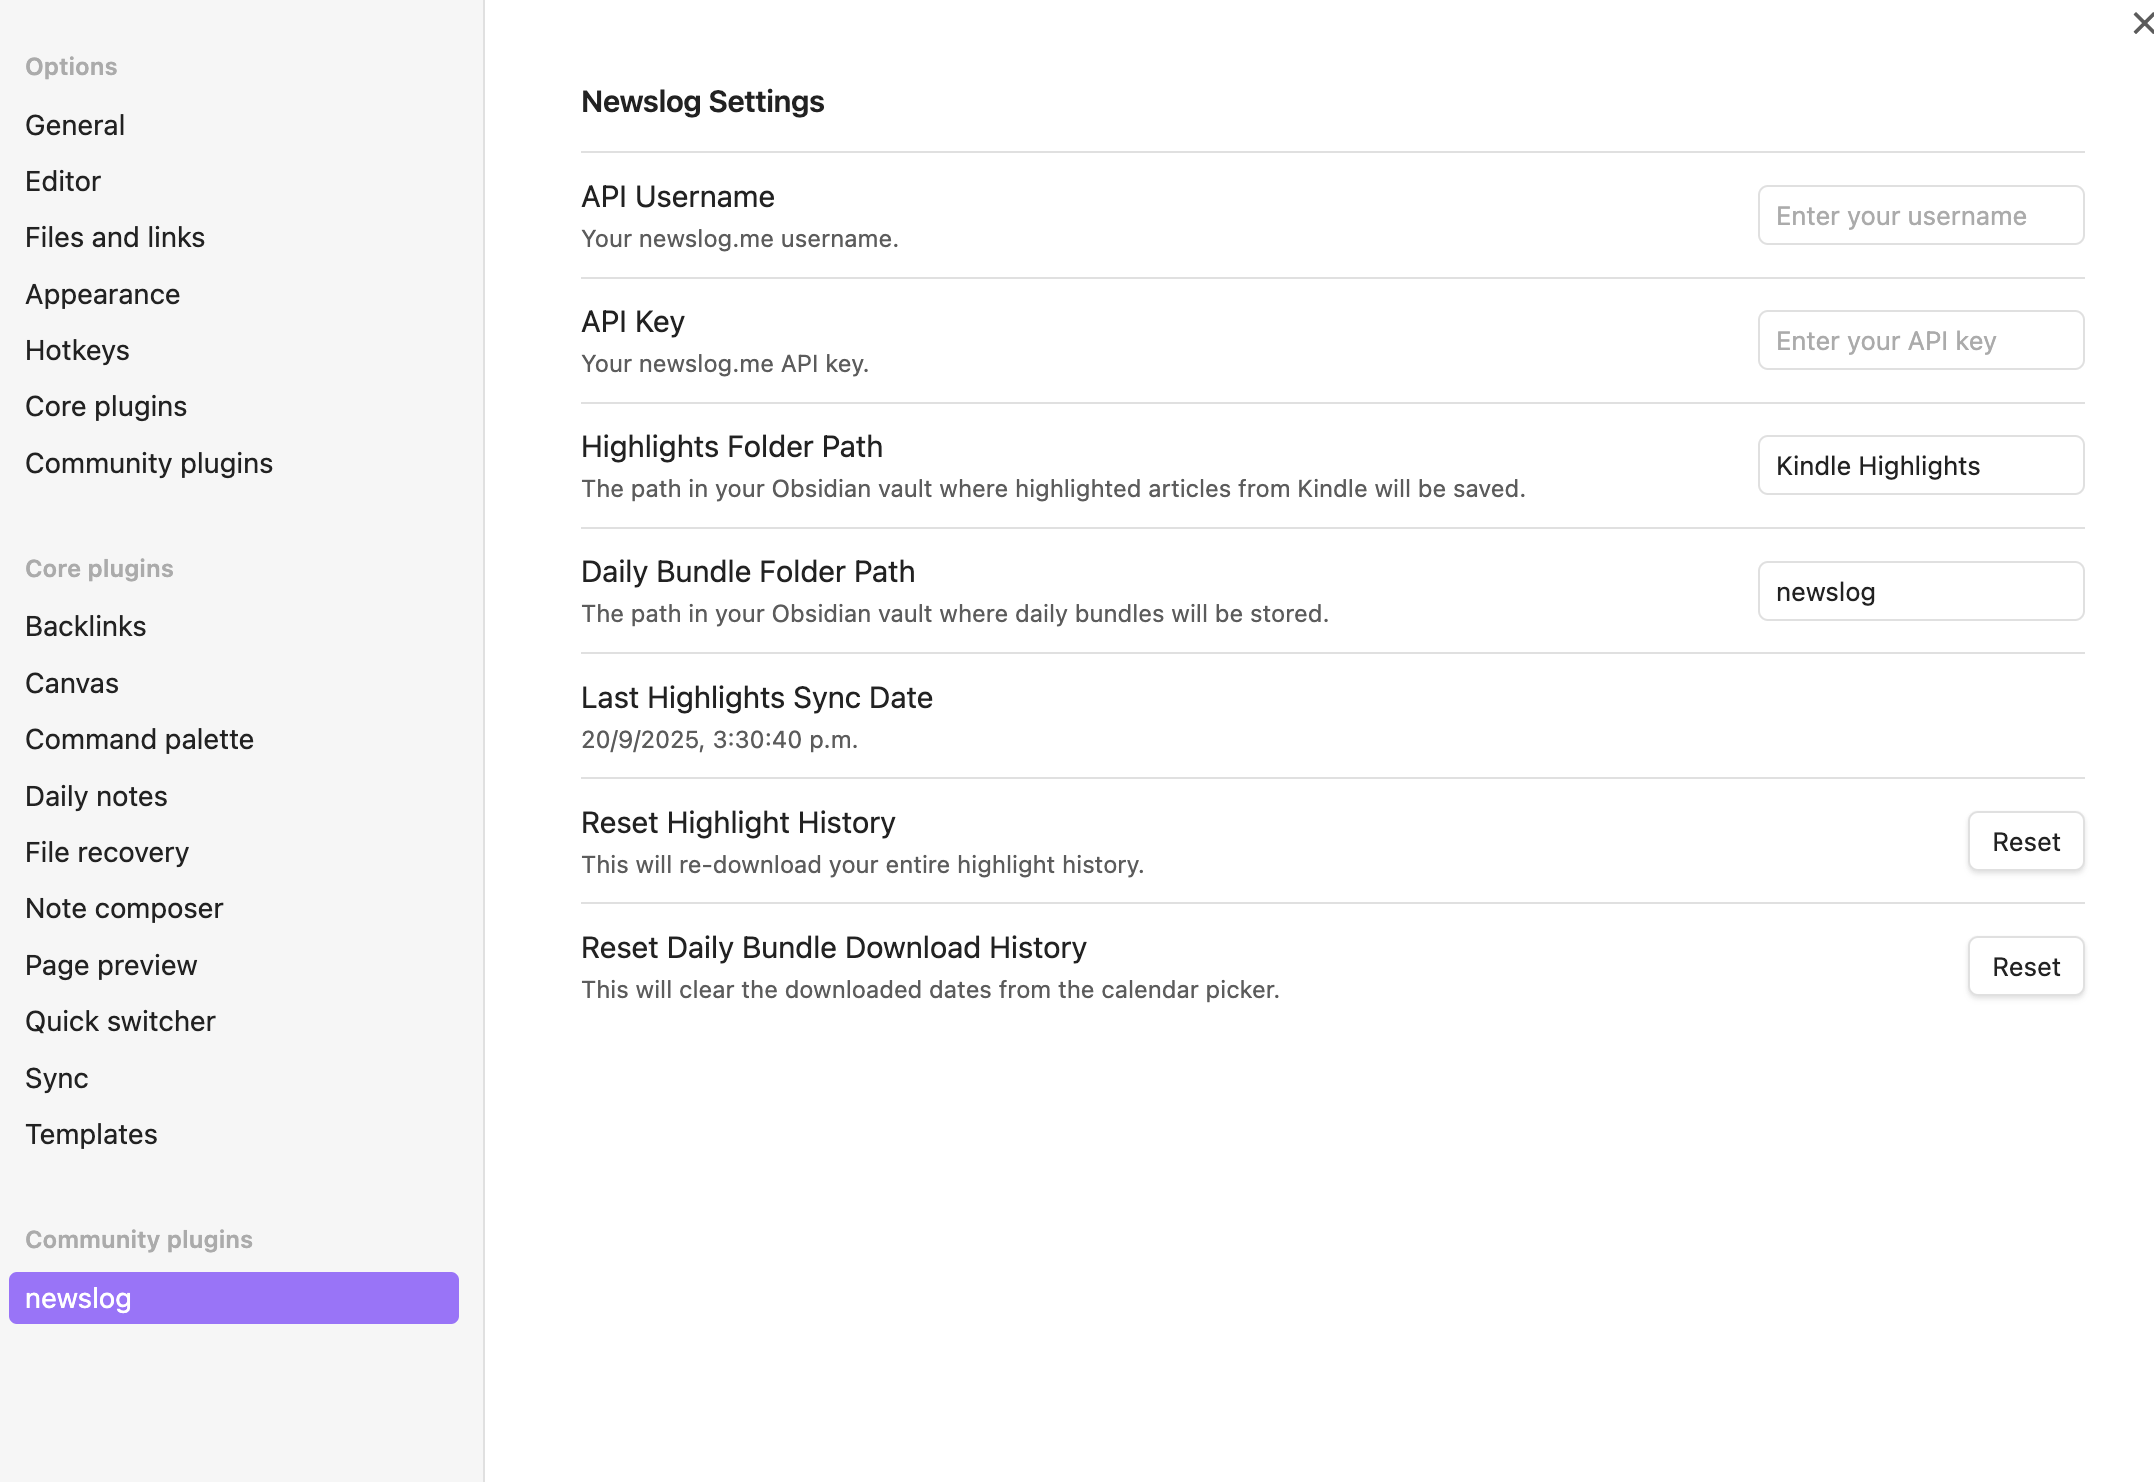 Options
General
Editor
Files and links
Appearance
Hotkeys
Core plugins
Community plugins
Core plugins
Backlinks
Canvas
Command palette
Daily notes
File recovery
Note composer
Page preview
Quick switcher
Sync
Templates
Community plugins
newslog
Newslog Settings
API Username
Your newslog.me username.
Enter your username
API Key
Your newslog.me API key.
Enter your API key
Highlights Folder Path
The path in your Obsidian vault where highlighted articles from Kindle will be saved.
Kindle Highlights
Daily Bundle Folder Path
The path in your Obsidian vault where daily bundles will be stored.
newslog
Last Highlights Sync Date
20/9/2025, 3:30:40 p.m.
Reset Highlight History
This will re-download your entire highlight history.
Reset
Reset Daily Bundle Download History
This will clear the downloaded dates from the calendar picker.
Reset